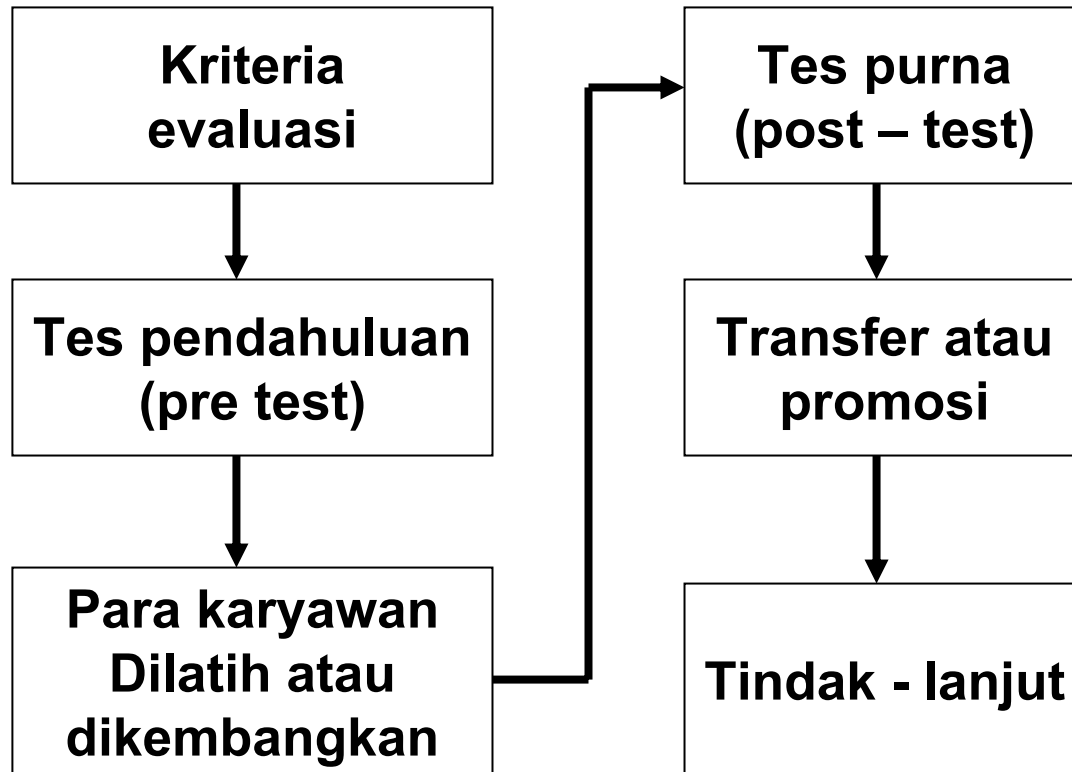 Kriteria
evaluasi
Tes pendahuluan
(pre test)
Para karyawan
Dilatih atau
dikembangkan
Tes purna
(post – test)
Transfer atau
promosi
Tindak - lanjut